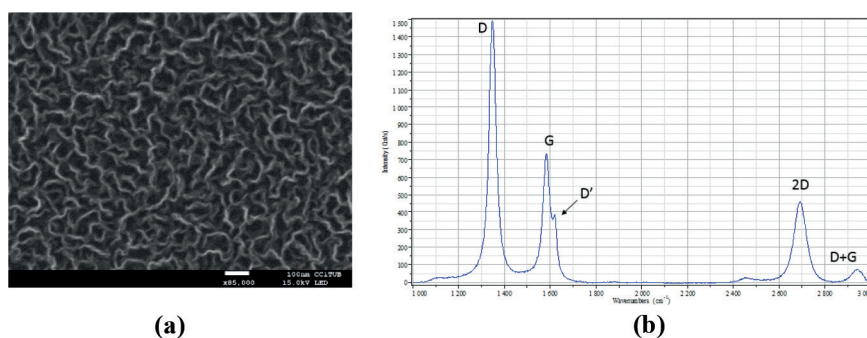 100nm CCiTUB
x85,000 15.0kV LED
(a)
1 500
1 400
1 300
1 200
1 100
1 000
900
800
700
600
500
400
300
200
100
0
Intensity (Cnt/s)
D
G
D'
2D
D+G
1 000 1 200 1 400 1 600 1 800 2 000 2 200 2 400 2 600 2 800 3 000
Wavenumbers (cm⁻¹)
(b)